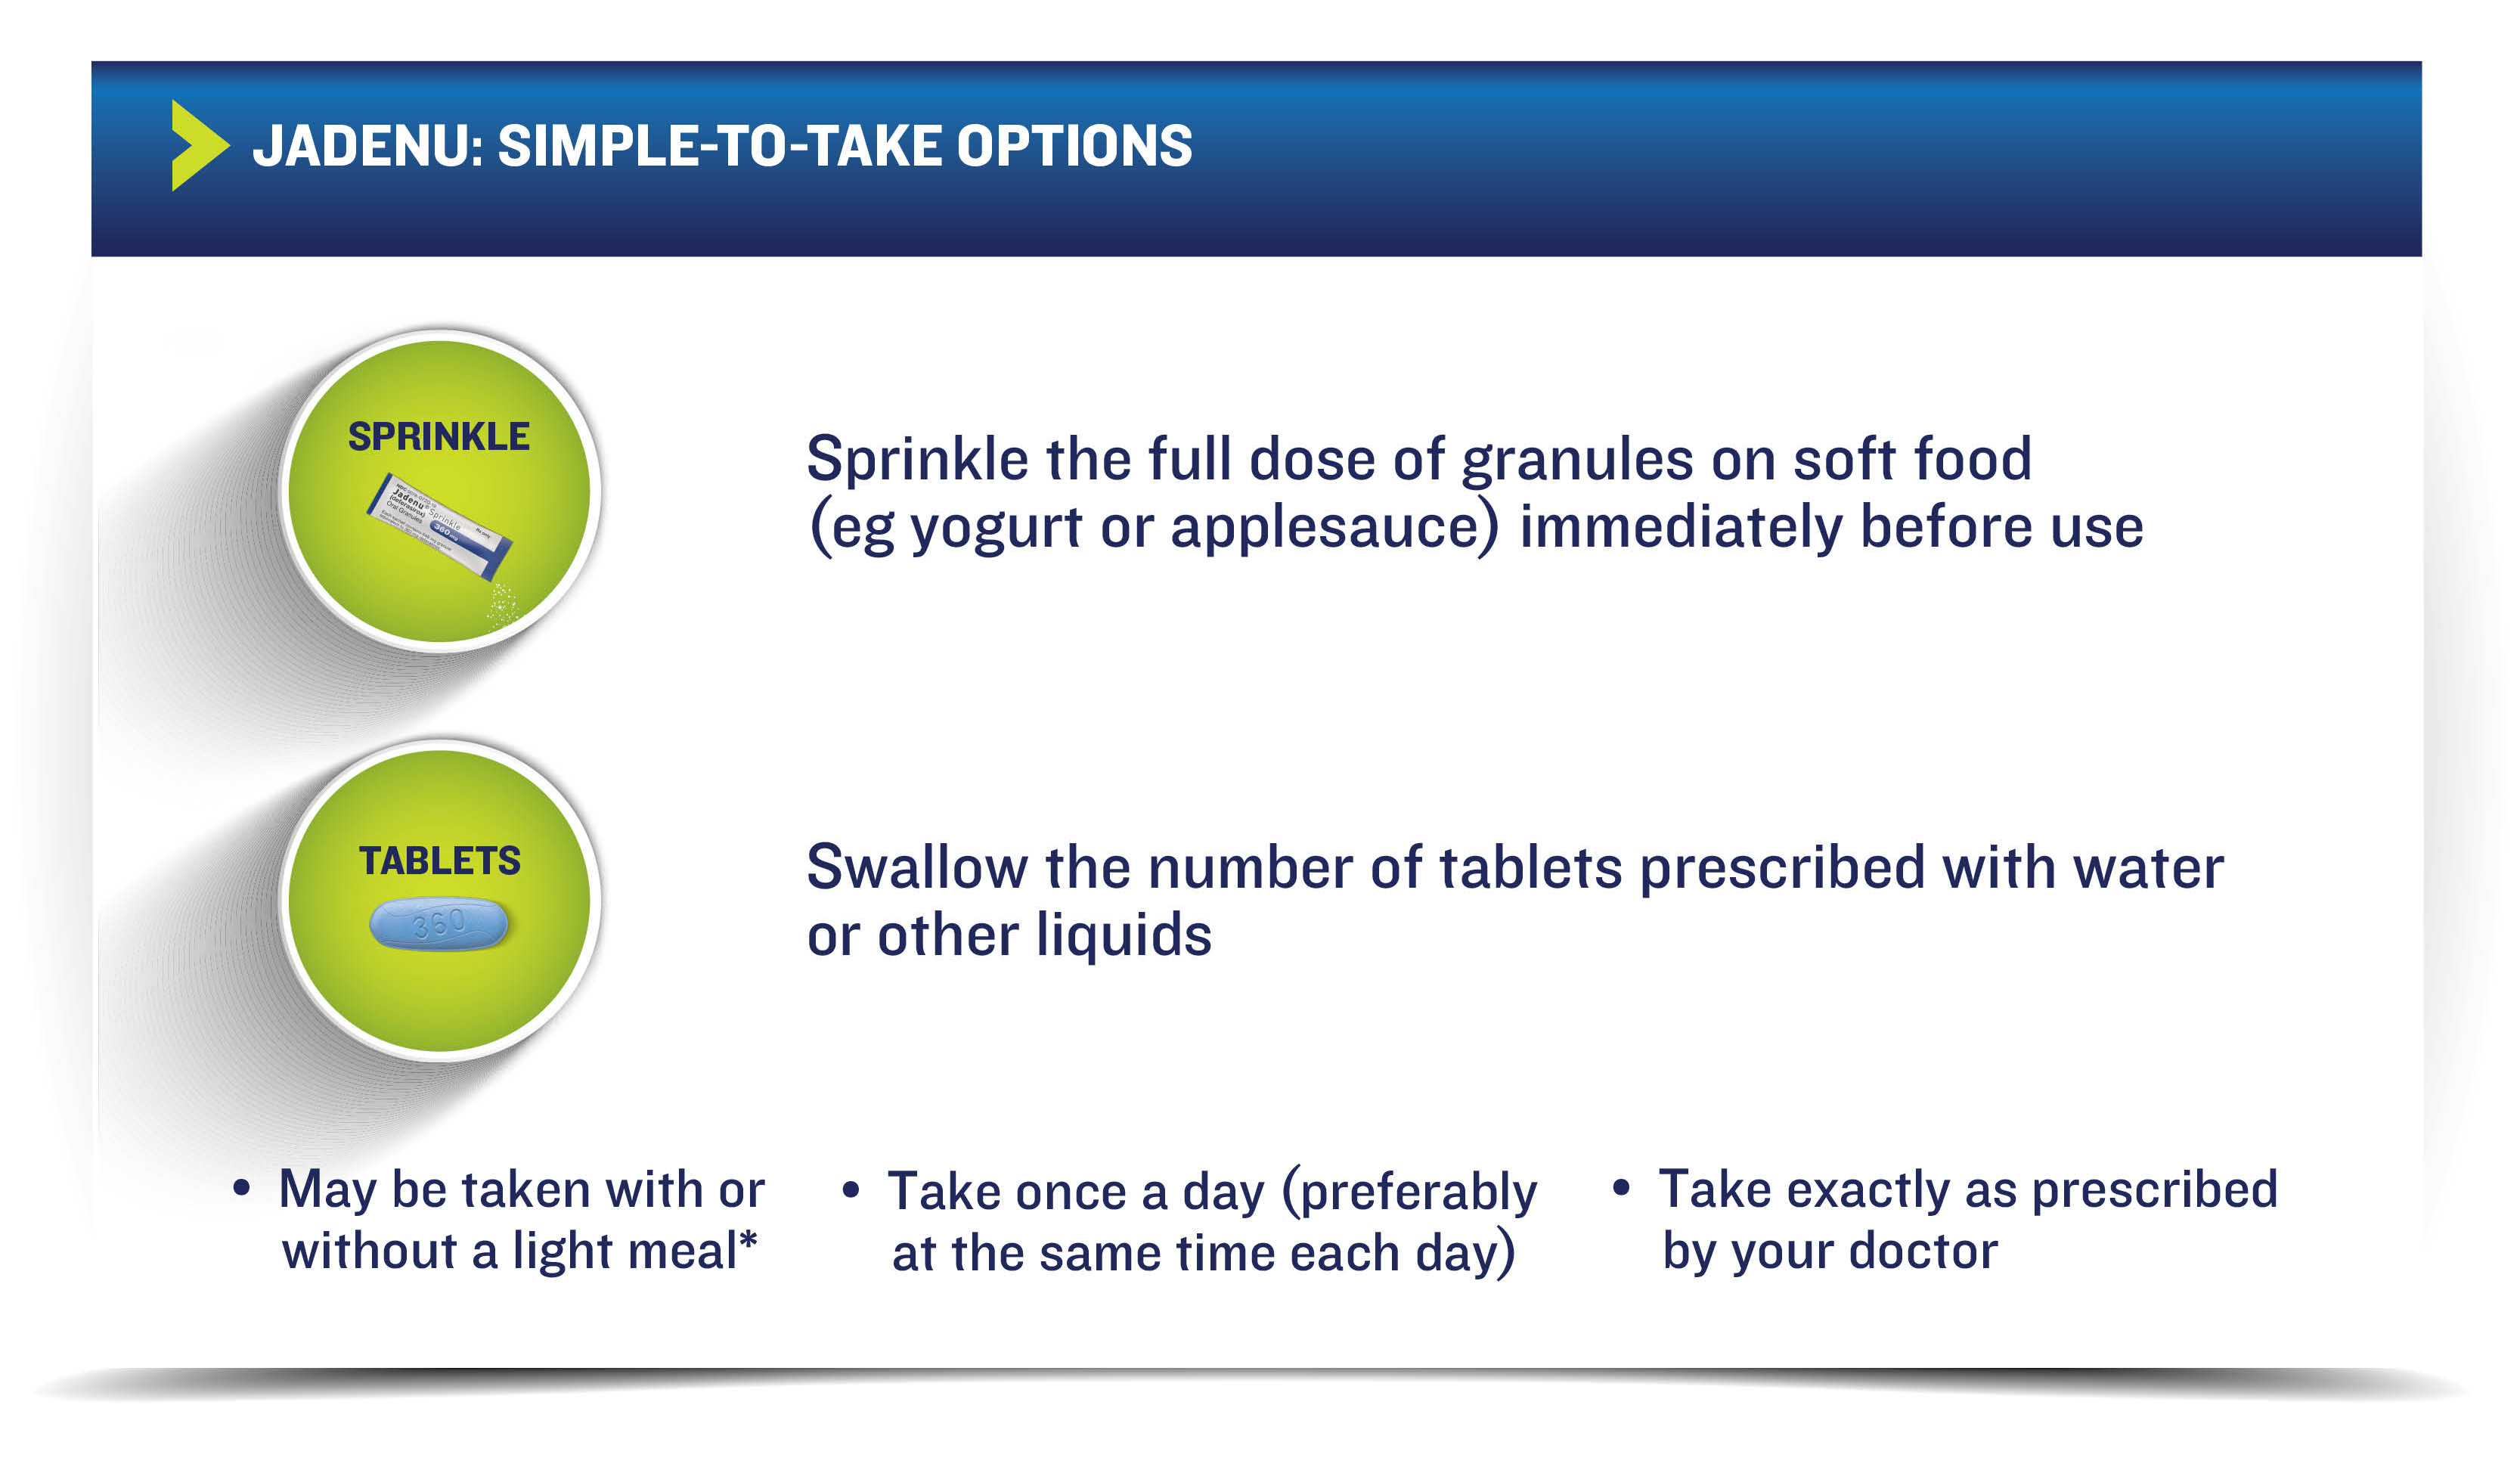 JADENU: SIMPLE-TO-TAKE OPTIONS
SPRINKLE
Jadenu® Sprinkle
(deferasirox)
Oral Granules
360 mg
Sprinkle the full dose of granules on soft food
(eg yogurt or applesauce) immediately before use
TABLETS
360
Swallow the number of tablets prescribed with water
or other liquids
• May be taken with or
without a light meal*
• Take once a day (preferably
at the same time each day)
• Take exactly as prescribed
by your doctor